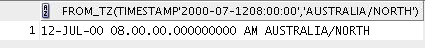 FROM_TZ(TIMESTAMP'2000-07-1208:00:00','AUSTRALIA/NORTH')
1 12-JUL-00 08.00.00.000000000 AM AUSTRALIA/NORTH